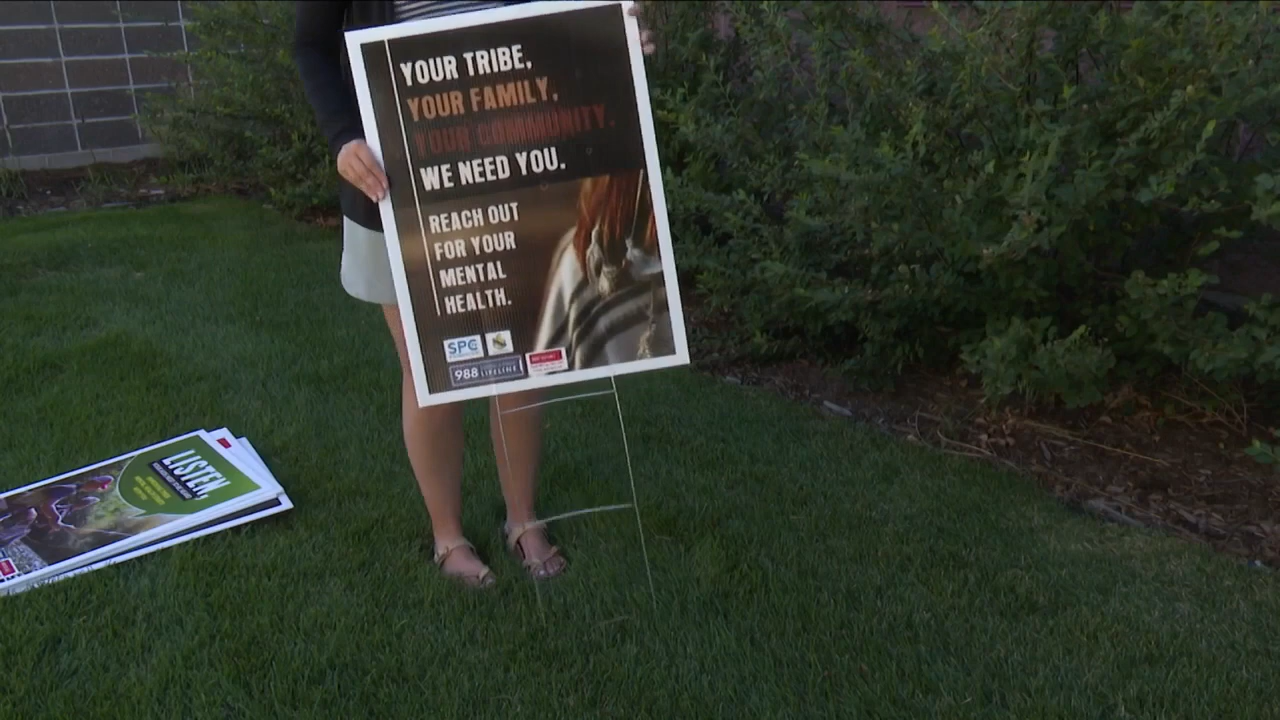 YOUR TRIBE,
YOUR FAMILY,
YOUR COMMUNITY.
WE NEED YOU.
REACH OUT
FOR YOUR
MENTAL
HEALTH.
SPC
988
LIFELINE
LISTEN,